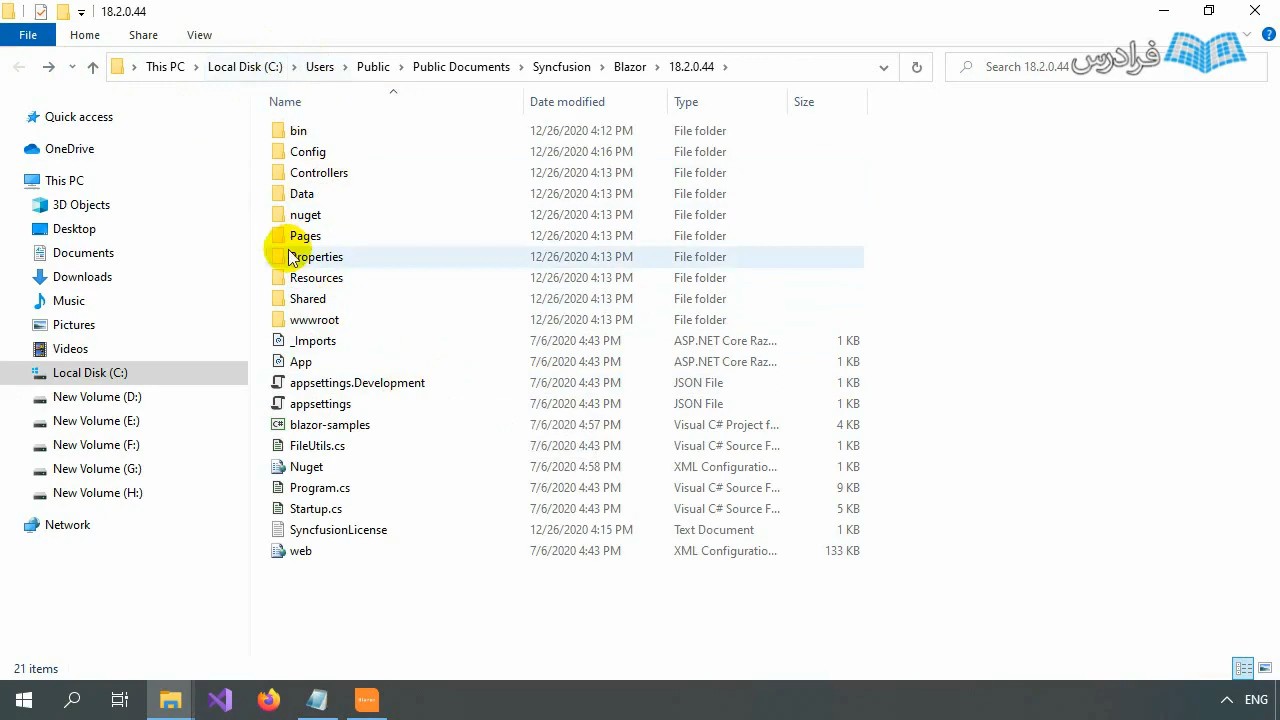 18.2.0.44
File Home Share View
This PC Local Disk (C:) Users Public Public Documents Syncfusion Blazor 18.2.0.44 Search 18.2.0.44 فرادرس
Name Date modified Type Size
Quick access
OneDrive
This PC
3D Objects
Desktop
Documents
Downloads
Music
Pictures
Videos
Local Disk (C:)
New Volume (D:)
New Volume (E:)
New Volume (F:)
New Volume (G:)
New Volume (H:)
Network
bin 12/26/2020 4:12 PM File folder
Config 12/26/2020 4:16 PM File folder
Controllers 12/26/2020 4:13 PM File folder
Data 12/26/2020 4:13 PM File folder
nuget 12/26/2020 4:13 PM File folder
Pages 12/26/2020 4:13 PM File folder
Properties 12/26/2020 4:13 PM File folder
Resources 12/26/2020 4:13 PM File folder
Shared 12/26/2020 4:13 PM File folder
wwwroot 12/26/2020 4:13 PM File folder
_Imports 7/6/2020 4:43 PM ASP.NET Core Raz... 1 KB
App 7/6/2020 4:43 PM ASP.NET Core Raz... 1 KB
appsettings.Development 7/6/2020 4:43 PM JSON File 1 KB
appsettings 7/6/2020 4:43 PM JSON File 1 KB
blazor-samples 7/6/2020 4:57 PM Visual C# Project f... 4 KB
FileUtils.cs 7/6/2020 4:43 PM Visual C# Source F... 1 KB
Nuget 7/6/2020 4:58 PM XML Configuratio... 1 KB
Program.cs 7/6/2020 4:43 PM Visual C# Source F... 9 KB
Startup.cs 7/6/2020 4:43 PM Visual C# Source F... 5 KB
SyncfusionLicense 12/26/2020 4:15 PM Text Document 1 KB
web 7/6/2020 4:43 PM XML Configuratio... 133 KB
21 items
ENG